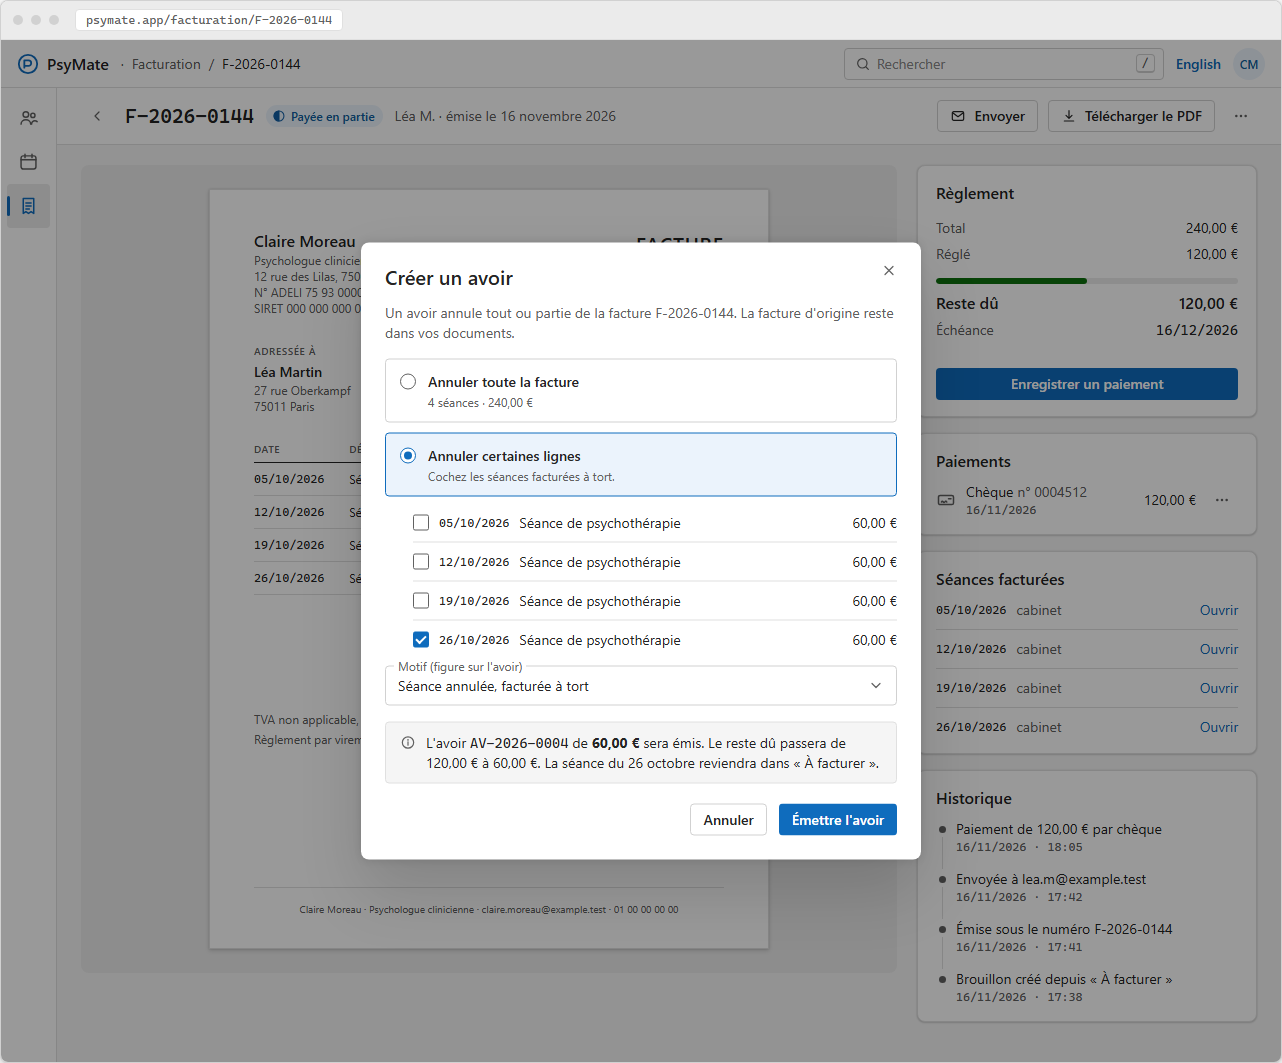 psymate.app/facturation/F-2026-0144
PsyMate · Facturation / F-2026-0144
Rechercher /
English CM
F-2026-0144 Payée en partie Léa M. · émise le 16 novembre 2026
Envoyer Télécharger le PDF
Claire Moreau
FACTURE
Psychologue clinicie
12 rue des Lilas, 750
N° ADELI 75 93 0000
SIRET 000 000 000 0
ADRESSÉE À
Léa Martin
27 rue Oberkampf
75011 Paris
DATE DÉ
05/10/2026 Sé
12/10/2026 Sé
19/10/2026 Sé
26/10/2026 Sé
TVA non applicable,
Règlement par virem
Claire Moreau · Psychologue clinicienne · claire.moreau@example.test · 01 00 00 00 00
Créer un avoir
Un avoir annule tout ou partie de la facture F-2026-0144. La facture d'origine reste
dans vos documents.
Annuler toute la facture
4 séances · 240,00 €
Annuler certaines lignes
Cochez les séances facturées à tort.
05/10/2026 Séance de psychothérapie 60,00 €
12/10/2026 Séance de psychothérapie 60,00 €
19/10/2026 Séance de psychothérapie 60,00 €
26/10/2026 Séance de psychothérapie 60,00 €
Motif (figure sur l'avoir)
Séance annulée, facturée à tort
L'avoir AV-2026-0004 de 60,00 € sera émis. Le reste dû passera de
120,00 € à 60,00 €. La séance du 26 octobre reviendra dans « À facturer ».
Annuler Émettre l'avoir
Règlement
Total 240,00 €
Réglé 120,00 €
Reste dû 120,00 €
Échéance 16/12/2026
Enregistrer un paiement
Paiements
Chèque n° 0004512
16/11/2026
120,00 €
Séances facturées
05/10/2026 cabinet Ouvrir
12/10/2026 cabinet Ouvrir
19/10/2026 cabinet Ouvrir
26/10/2026 cabinet Ouvrir
Historique
Paiement de 120,00 € par chèque
16/11/2026 · 18:05
Envoyée à lea.m@example.test
16/11/2026 · 17:42
Émise sous le numéro F-2026-0144
16/11/2026 · 17:41
Brouillon créé depuis « À facturer »
16/11/2026 · 17:38